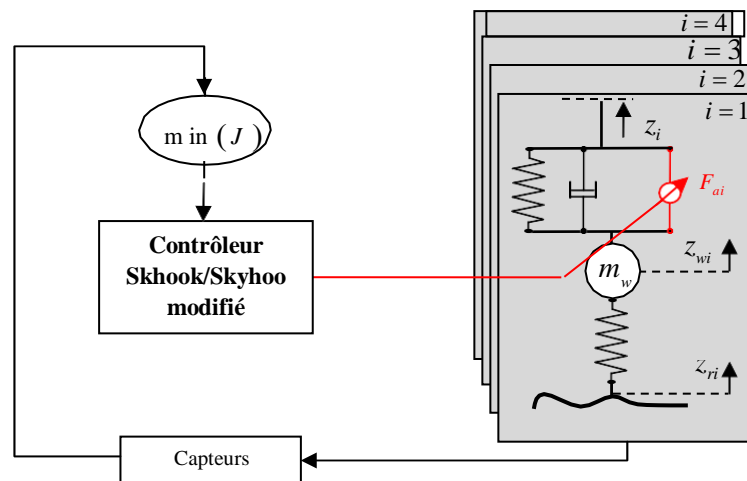 i = 4
i = 3
i = 2
i = 1
m in ( J )
z_i
F_ai
Contrôleur
Skhook/Skyhoo
modifié
z_wi
m_w
z_ri
Capteurs